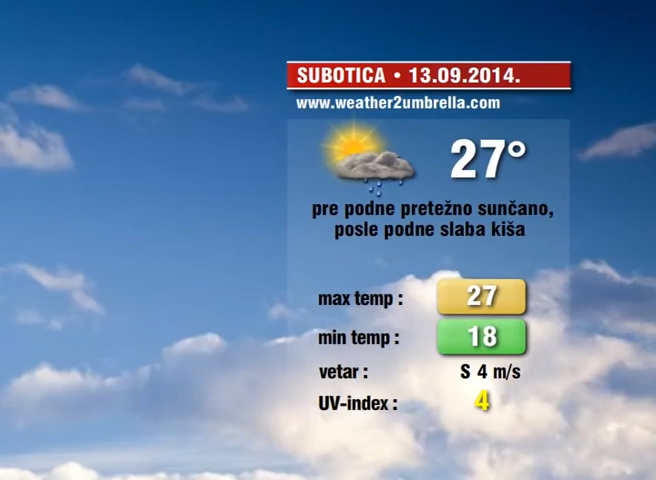 SUBOTICA • 13.09.2014.
www.weather2umbrella.com
27°
pre podne pretežno sunčano,
posle podne slaba kiša
max temp : 27
min temp : 18
vetar : S 4 m/s
UV-index : 4